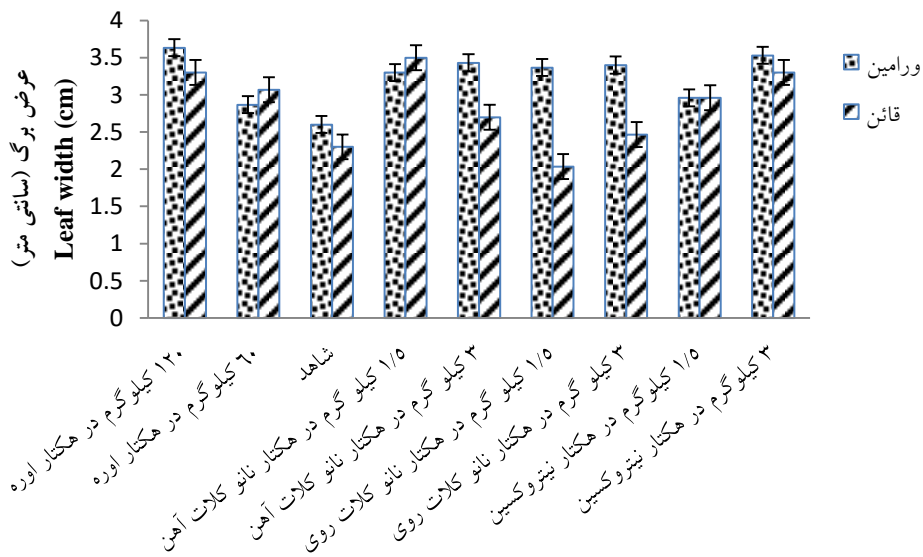 4
3.5
3
2.5
2
1.5
1
0.5
0
عرض برگ (سانتی متر)
Leaf width (cm)
ورامین
قائن
۱۲۰ کیلوگرم در هکتار اوره
۶۰ کیلوگرم در هکتار اوره
شاهد
۱/۵ کیلو گرم در هکتار نانو کلات آهن
۳ کیلو گرم در هکتار نانو کلات آهن
۱/۵ کیلو گرم در هکتار نانو کلات روی
۳ کیلو گرم در هکتار نانو کلات روی
۱/۵ کیلوگرم در هکتار نیتروکسین
۳ کیلوگرم در هکتار نیتروکسین